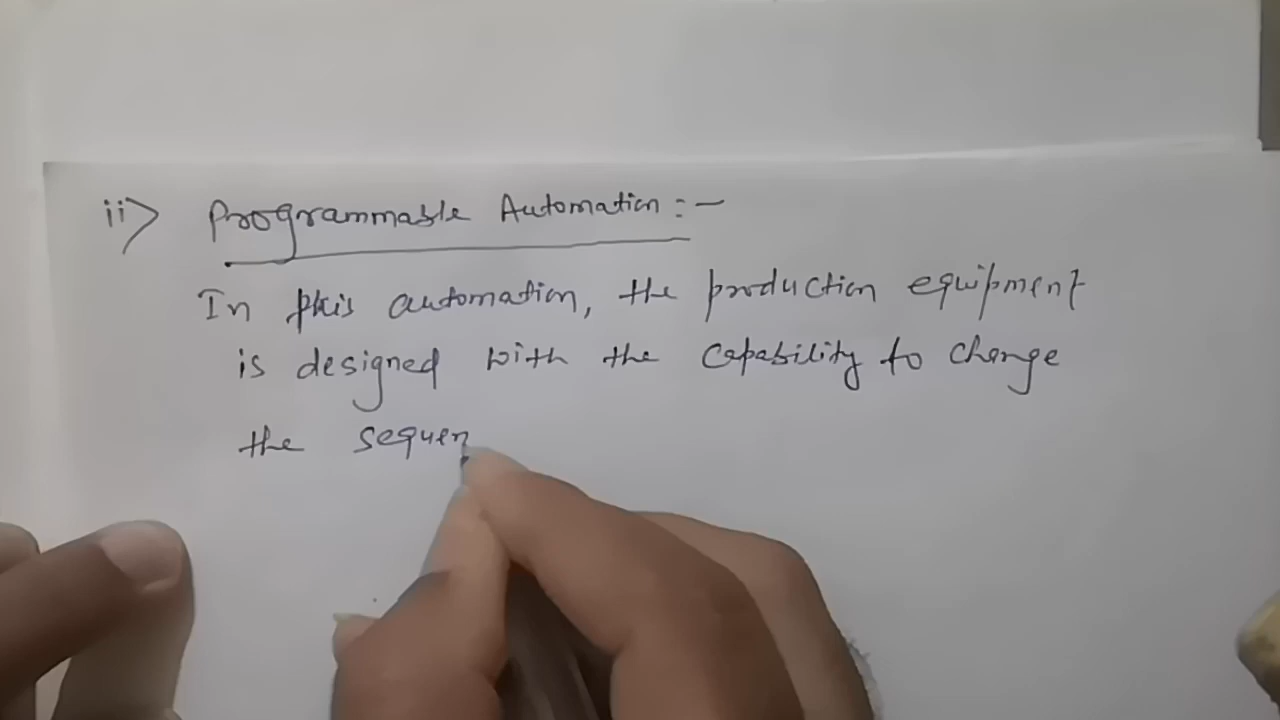 ii> Programmable Automation :-
In this automation, the production equipment
is designed with the capability to change
the sequen